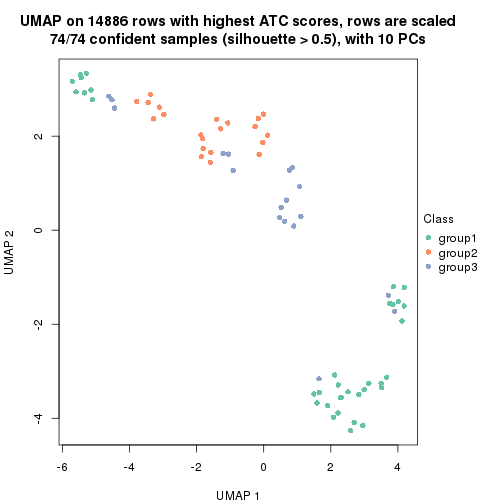 UMAP on 14886 rows with highest ATC scores, rows are scaled
74/74 confident samples (silhouette > 0.5), with 10 PCs
UMAP 2
2
0
-2
-4
-6
-4
-2
0
2
4
UMAP 1
Class
group1
group2
group3